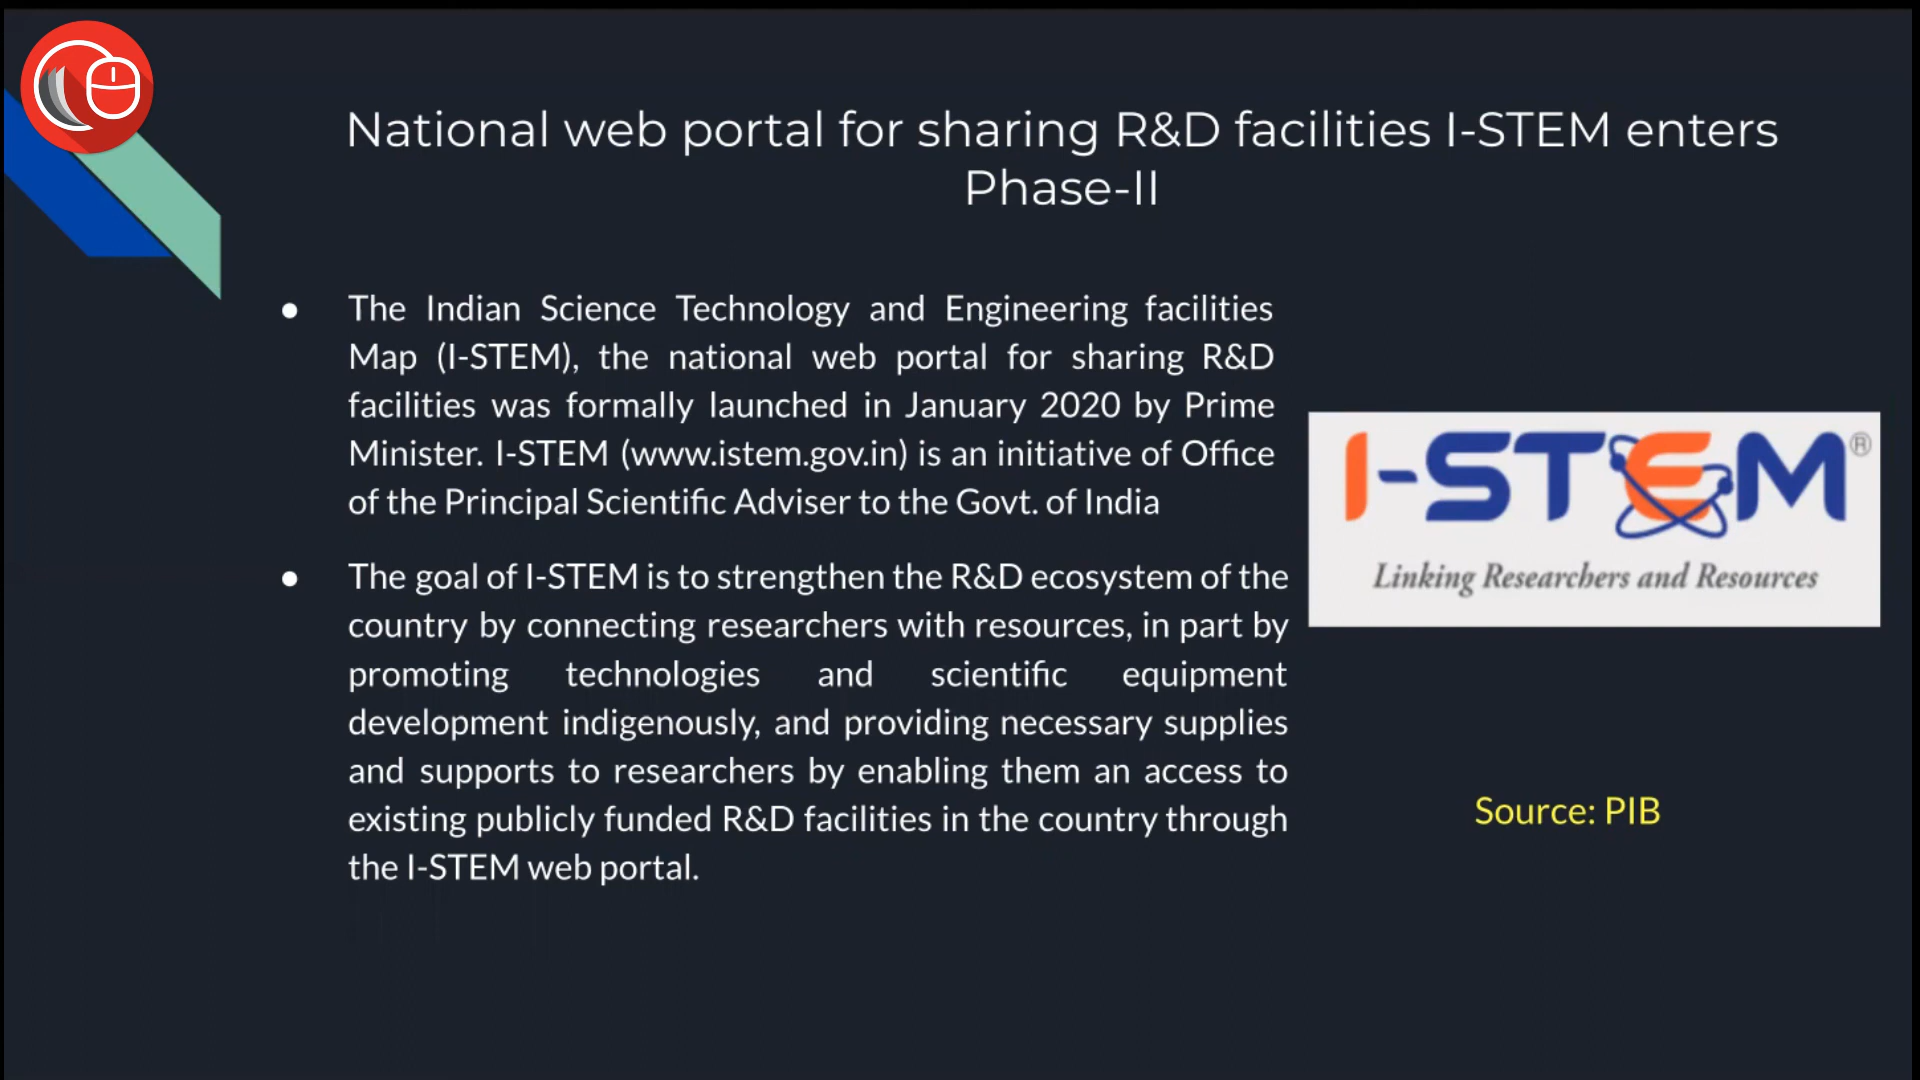 National web portal for sharing R&D facilities I-STEM enters
Phase-II
● The Indian Science Technology and Engineering facilities
Map (I-STEM), the national web portal for sharing R&D
facilities was formally launched in January 2020 by Prime
Minister. I-STEM (www.istem.gov.in) is an initiative of Office
of the Principal Scientific Adviser to the Govt. of India
● The goal of I-STEM is to strengthen the R&D ecosystem of the
country by connecting researchers with resources, in part by
promoting technologies and scientific equipment
development indigenously, and providing necessary supplies
and supports to researchers by enabling them an access to
existing publicly funded R&D facilities in the country through
the I-STEM web portal.
I-STEM®
Linking Researchers and Resources
Source: PIB